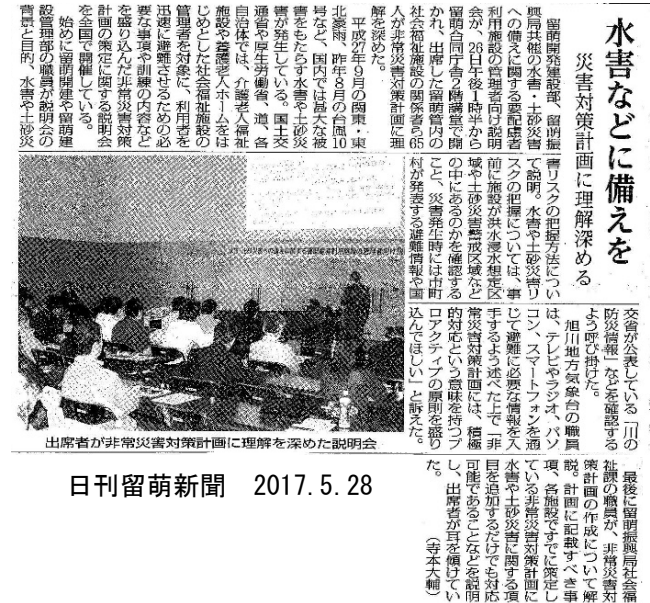 水害などに備えを
災害対策計画に理解深める
留萌開発建設部、留萌振
興局共催の水害・土砂災害
への備えに関する要配慮者
利用施設の管理者向け説明
会が、26日午後1時半から
留萌合同庁舎2階講堂で開
かれ、出席した留萌管内の
社会福祉施設の関係者ら65
人が非常災害対策計画に理
解を深めた。
平成27年9月の関東・東
北豪雨、昨年8月の台風10
号など、国内では甚大な被
害をもたらす水害や土砂災
害が発生している。国土交
通省や厚生労働省、道、各
自治体では、介護老人福祉
施設や養護老人ホームをは
じめとした社会福祉施設の
管理者を対象に、利用者を
迅速に避難させるための必
要な事項や訓練の内容など
を盛り込んだ非常災害対策
計画の策定に関する説明会
を全国で開催している。
始めに留萌開建や留萌建
設管理部の職員が説明会の
背景と目的、水害や土砂災
害リスクの把握方法につい
て説明。水害や土砂災害リ
スクの把握については、事
前に施設が洪水浸水想定区
域や土砂災害警戒区域など
の中にあるのかを確認する
こと、災害発生時には市町
村が発表する避難情報や国
交省が公表している「川の
防災情報」などを確認する
よう呼び掛けた。
旭川地方気象台の職員
は、テレビやラジオ、パソ
コン、スマートフォンを通
じて避難に必要な情報を入
手するよう述べた上で「非
常災害対策計画には、積極
的対応という意味を持つプ
ロアクティブの原則を盛り
込んでほしい」と訴えた。
最後に留萌振興局社会福
祉課の職員が、非常災害対
策計画の作成について解
説。計画に記載すべき事
項、各施設ですでに策定し
ている非常災害対策計画に
水害や土砂災害に関する項
目を追加するだけでも対応
可能であることなどを説明
し、出席者が耳を傾けてい
た。
(寺本大輔)
出席者が非常災害対策計画に理解を深めた説明会
日刊留萌新聞 2017.5.28